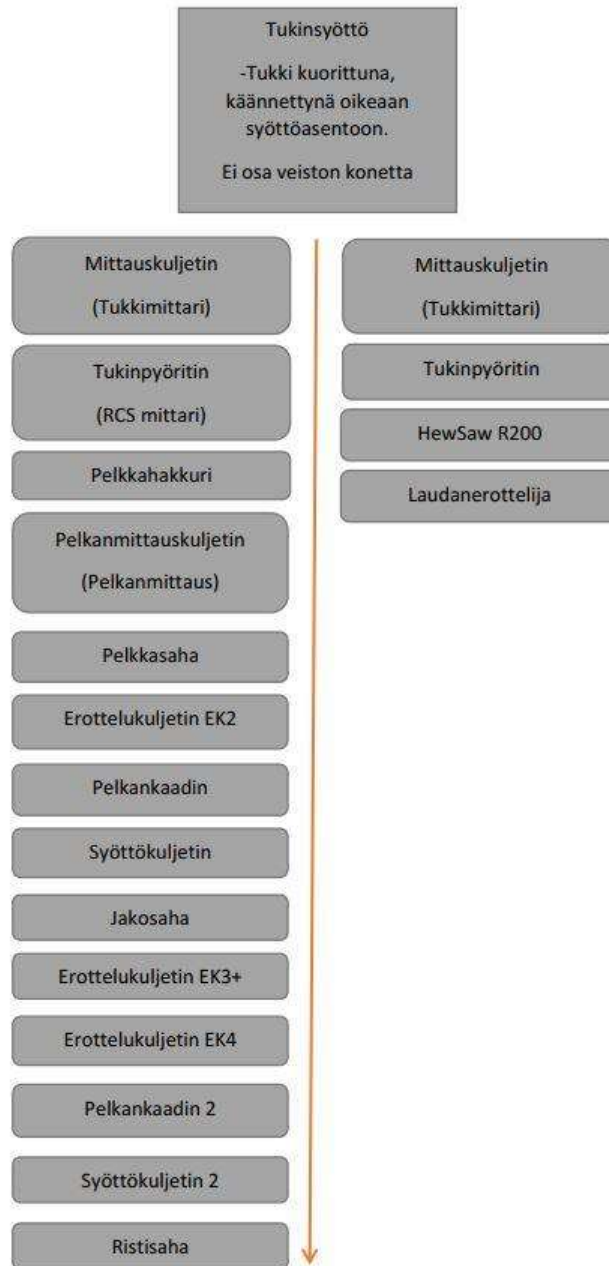 Tukinsyöttö
-Tukki kuorittuna,
käännettynä oikeaan
syöttöasentoon.
Ei osa veiston konetta
Mittauskuljetin
(Tukkimittari)
Tukinpyöritin
(RCS mittari)
Pelkkahakkuri
Pelkanmittauskuljetin
(Pelkanmittaus)
Pelkkasaha
Erottelukuljetin EK2
Pelkankaadin
Syöttökuljetin
Jakosaha
Erottelukuljetin EK3+
Erottelukuljetin EK4
Pelkankaadin 2
Syöttökuljetin 2
Ristisaha
Mittauskuljetin
(Tukkimittari)
Tukinpyöritin
HewSaw R200
Laudanerottelija